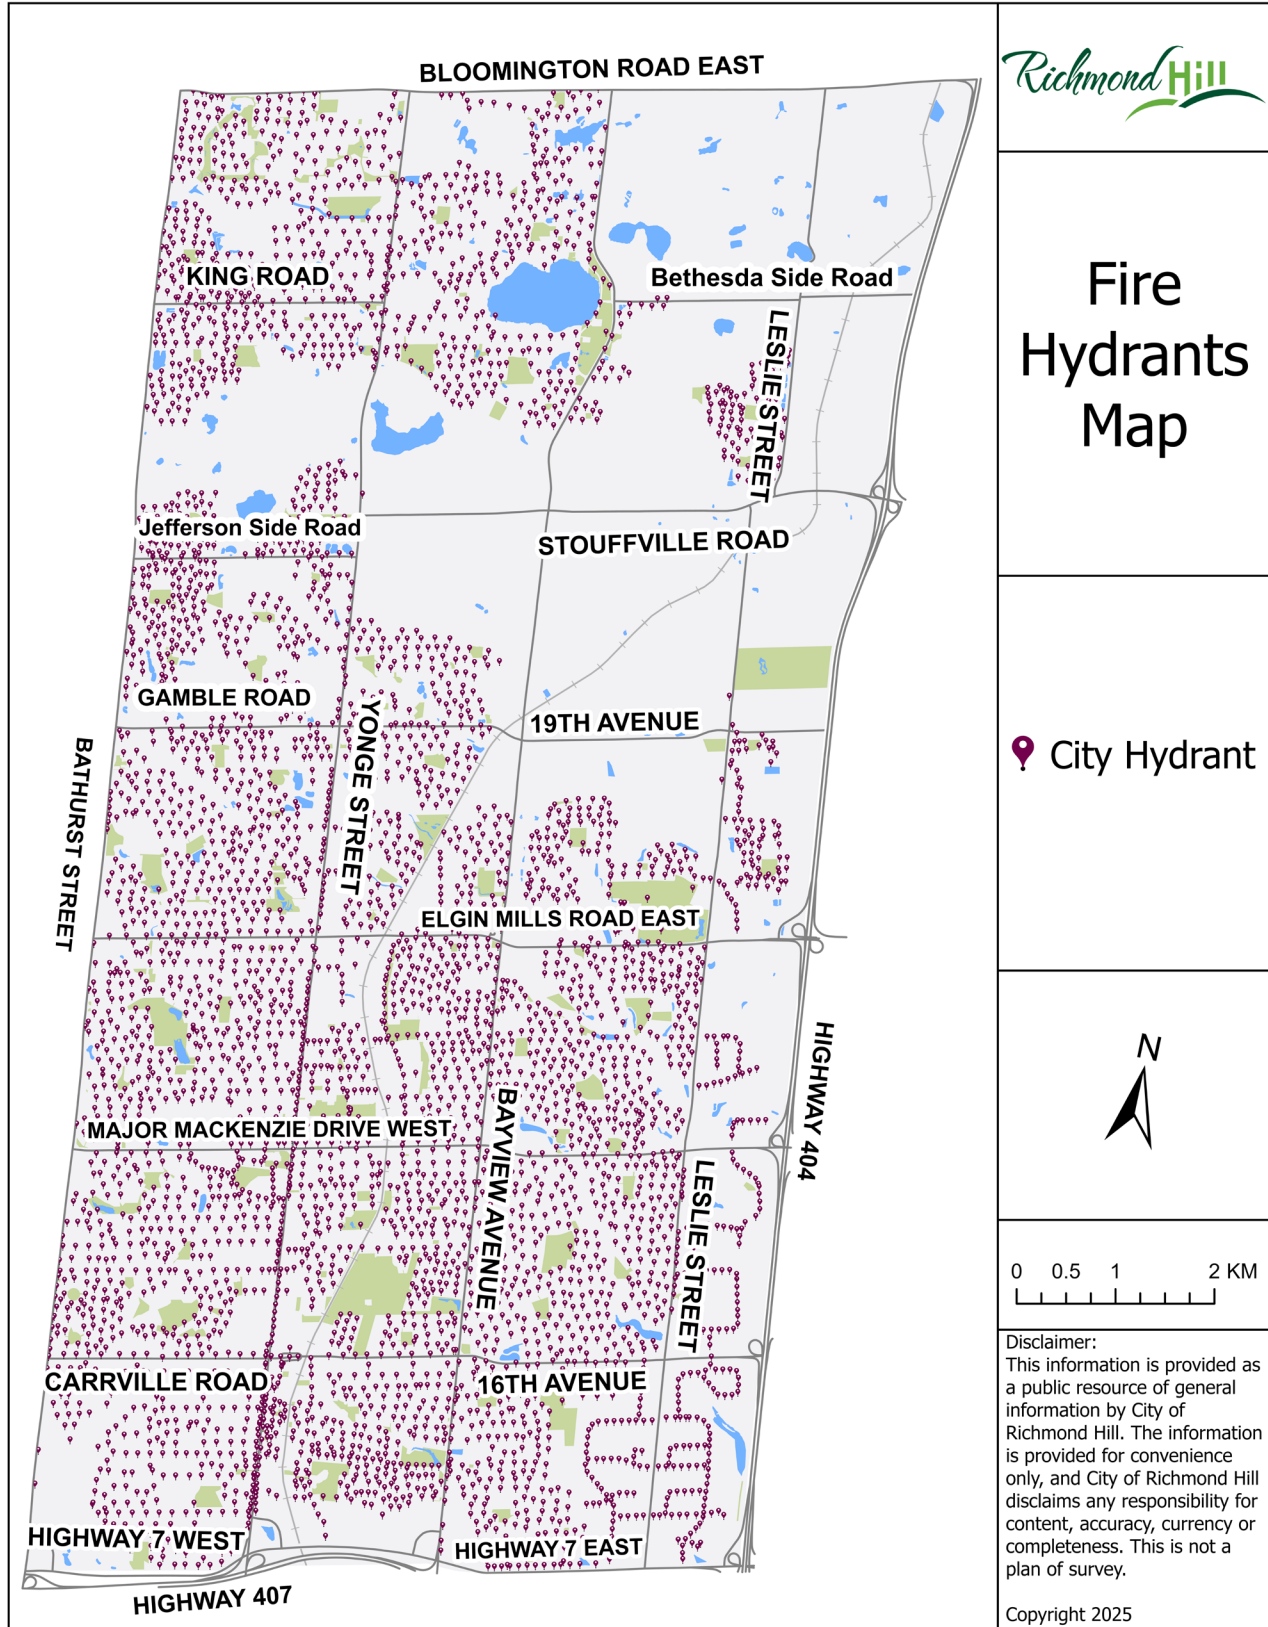 BLOOMINGTON ROAD EAST
KING ROAD
Bethesda Side Road
LESLIE STREET
Jefferson Side Road
STOUFFVILLE ROAD
GAMBLE ROAD
19TH AVENUE
YONGE STREET
BATHURST STREET
ELGIN MILLS ROAD EAST
HIGHWAY 404
MAJOR MACKENZIE DRIVE WEST
BAYVIEW AVENUE
LESLIE STREET
CARRVILLE ROAD
16TH AVENUE
HIGHWAY 7 WEST
HIGHWAY 7 EAST
HIGHWAY 407
Richmond Hill
Fire
Hydrants
Map
City Hydrant
N
0 0.5 1 2 KM
Disclaimer:
This information is provided as
a public resource of general
information by City of
Richmond Hill. The information
is provided for convenience
only, and City of Richmond Hill
disclaims any responsibility for
content, accuracy, currency or
completeness. This is not a
plan of survey.
Copyright 2025